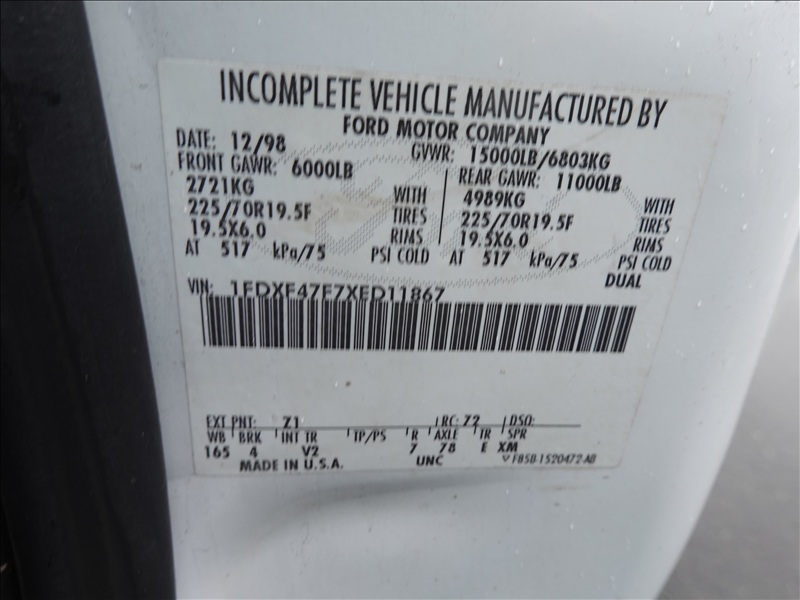 INCOMPLETE VEHICLE MANUFACTURED BY
FORD MOTOR COMPANY
DATE: 12/98 GVWR: 15000LB/6803KG
FRONT GAWR: 6000LB REAR GAWR: 11000LB
2721KG WITH 4989KG WITH
225/70R19.5F TIRES 225/70R19.5F TIRES
19.5X6.0 RIMS 19.5X6.0 RIMS
AT 517 kPa/75 PSI COLD AT 517 kPa/75 PSI COLD
DUAL
VIN: 1FDXF47F7XED11867
EXT PNT: Z1 RC: 72 DSO:
WB BRK INT TR TP/PS R AXLE TR SPR
165 4 V2 7 78 E XM
MADE IN U.S.A. UNC F85B-1520472-AB